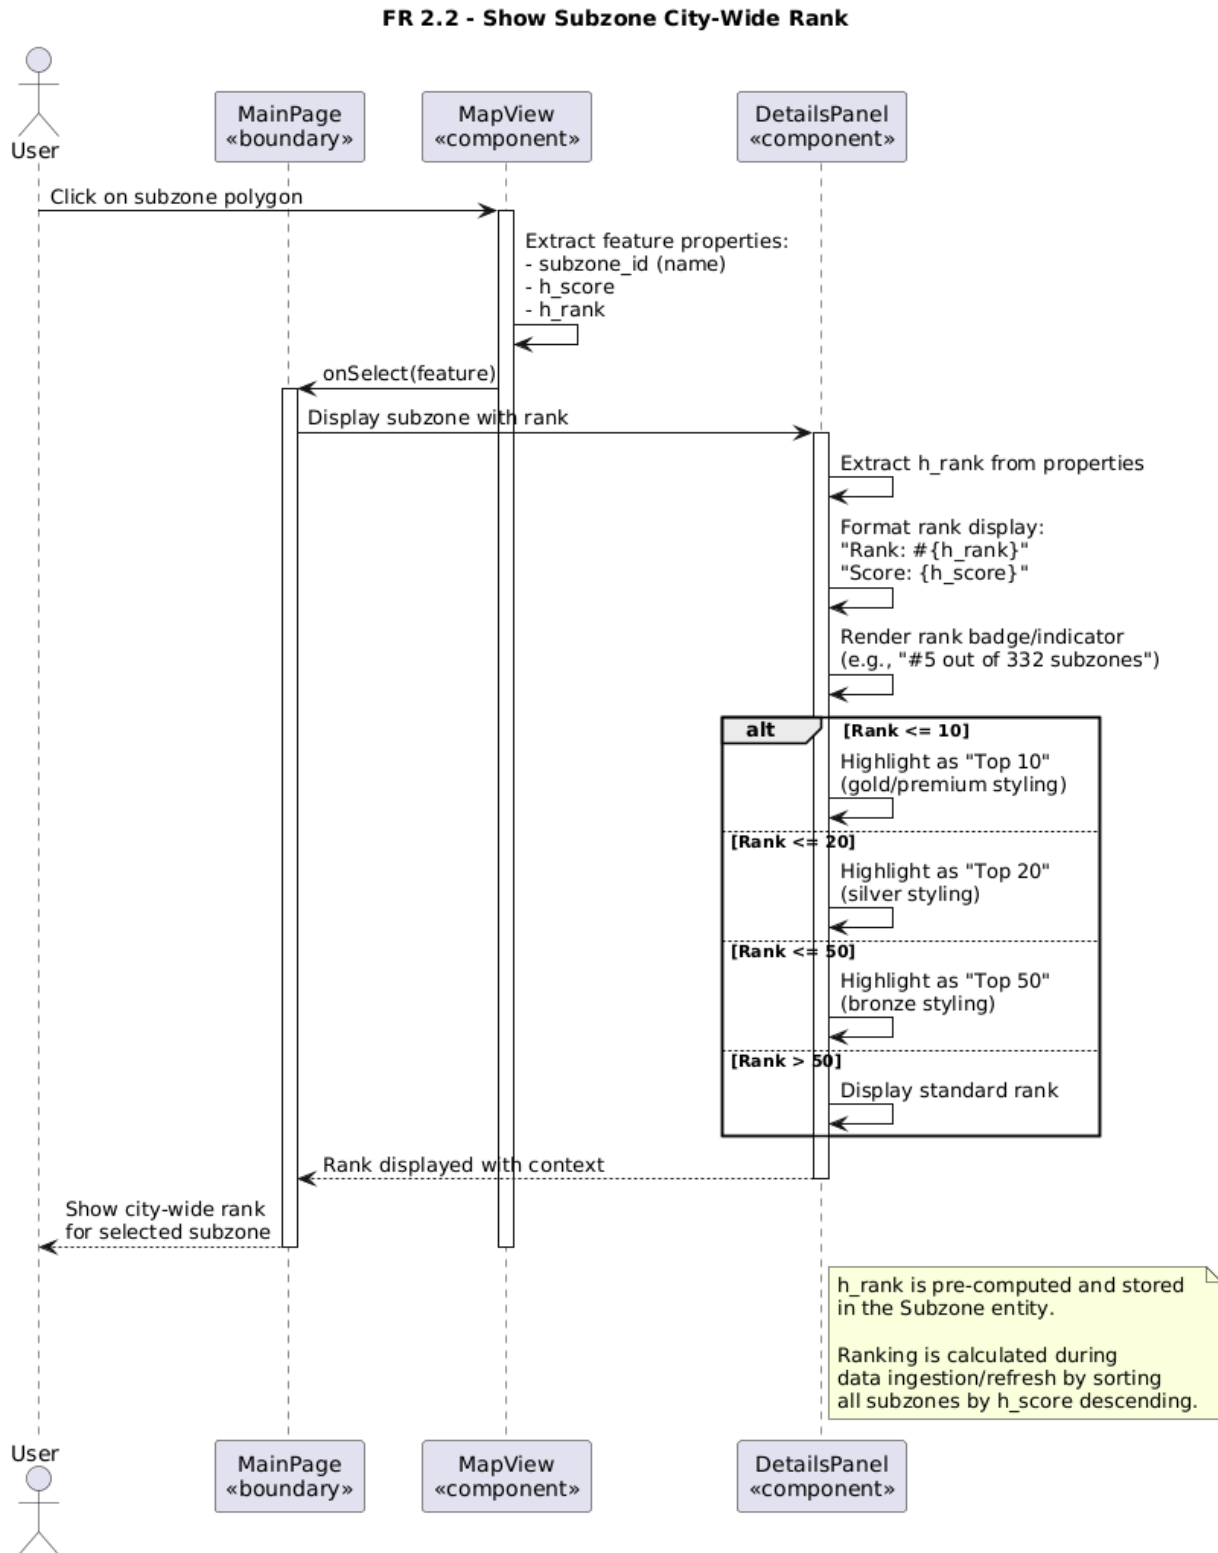 FR 2.2 - Show Subzone City-Wide Rank
User
MainPage
«boundary»
MapView
«component»
DetailsPanel
«component»
Click on subzone polygon
Extract feature properties:
- subzone_id (name)
- h_score
- h_rank
onSelect(feature)
Display subzone with rank
Extract h_rank from properties
Format rank display:
"Rank: #{h_rank}"
"Score: {h_score}"
Render rank badge/indicator
(e.g., "#5 out of 332 subzones")
alt
[Rank <= 10]
Highlight as "Top 10"
(gold/premium styling)
[Rank <= 20]
Highlight as "Top 20"
(silver styling)
[Rank <= 50]
Highlight as "Top 50"
(bronze styling)
[Rank > 50]
Display standard rank
Rank displayed with context
Show city-wide rank
for selected subzone
h_rank is pre-computed and stored
in the Subzone entity.
Ranking is calculated during
data ingestion/refresh by sorting
all subzones by h_score descending.
User
MainPage
«boundary»
MapView
«component»
DetailsPanel
«component»